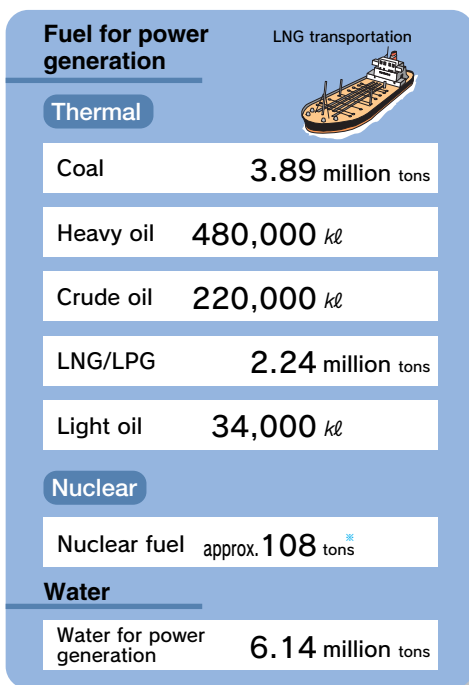 Fuel for power
generation
LNG transportation
Thermal
Coal 3.89 million tons
Heavy oil 480,000 kℓ
Crude oil 220,000 kℓ
LNG/LPG 2.24 million tons
Light oil 34,000 kℓ
Nuclear
Nuclear fuel approx. 108 tons※
Water
Water for power
generation 6.14 million tons